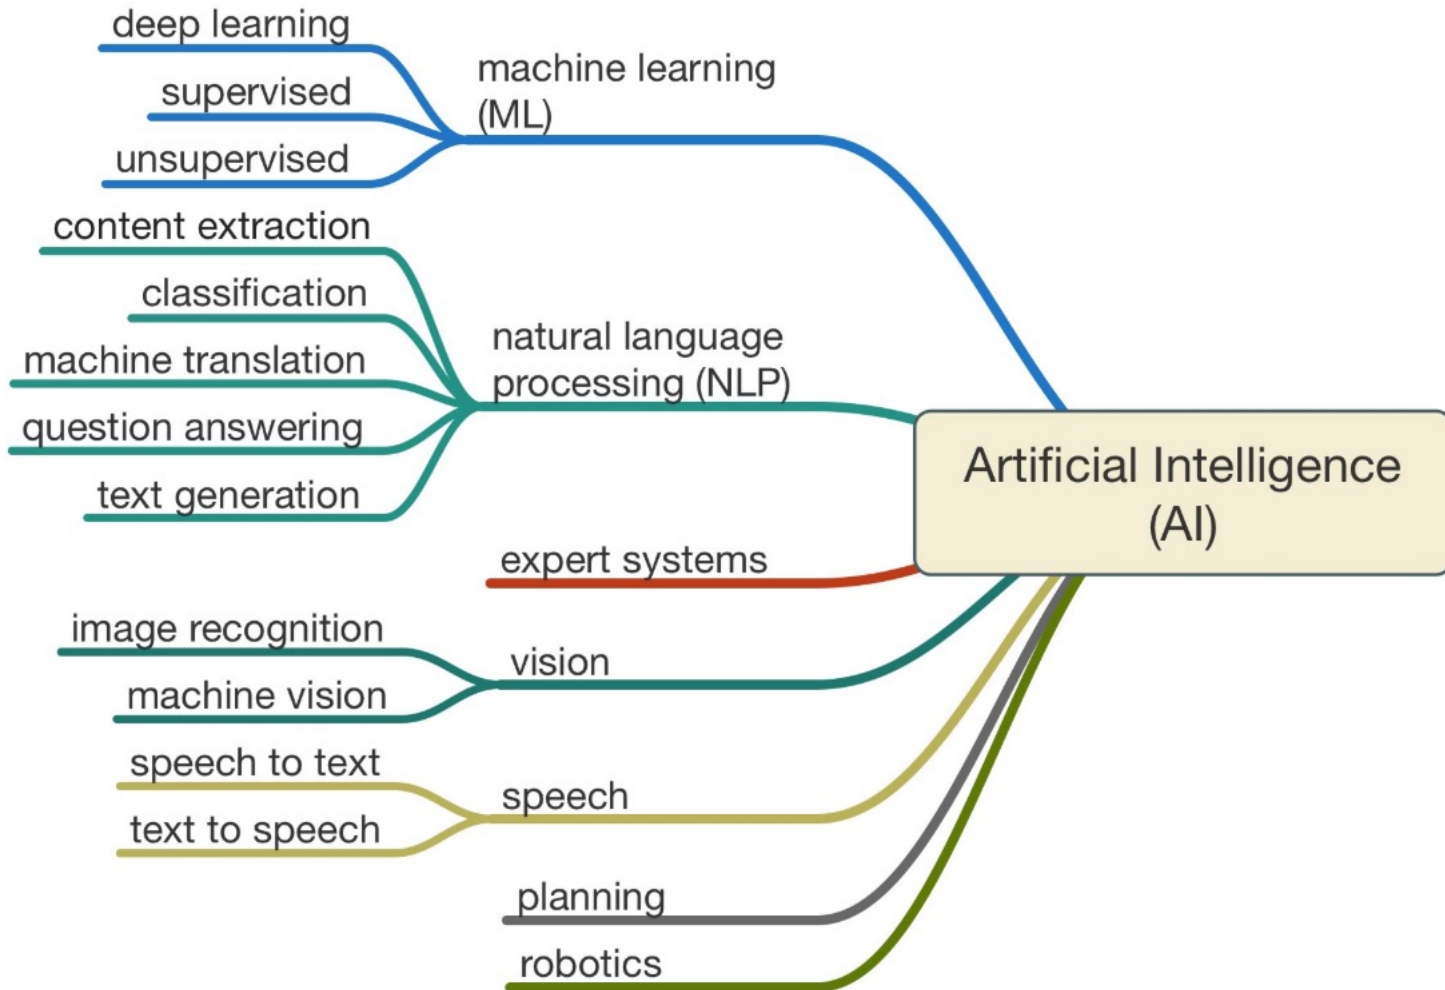 deep learning
supervised
unsupervised
machine learning
(ML)
content extraction
classification
machine translation
question answering
text generation
natural language
processing (NLP)
expert systems
image recognition
machine vision
vision
speech to text
text to speech
speech
planning
robotics
Artificial Intelligence
(AI)